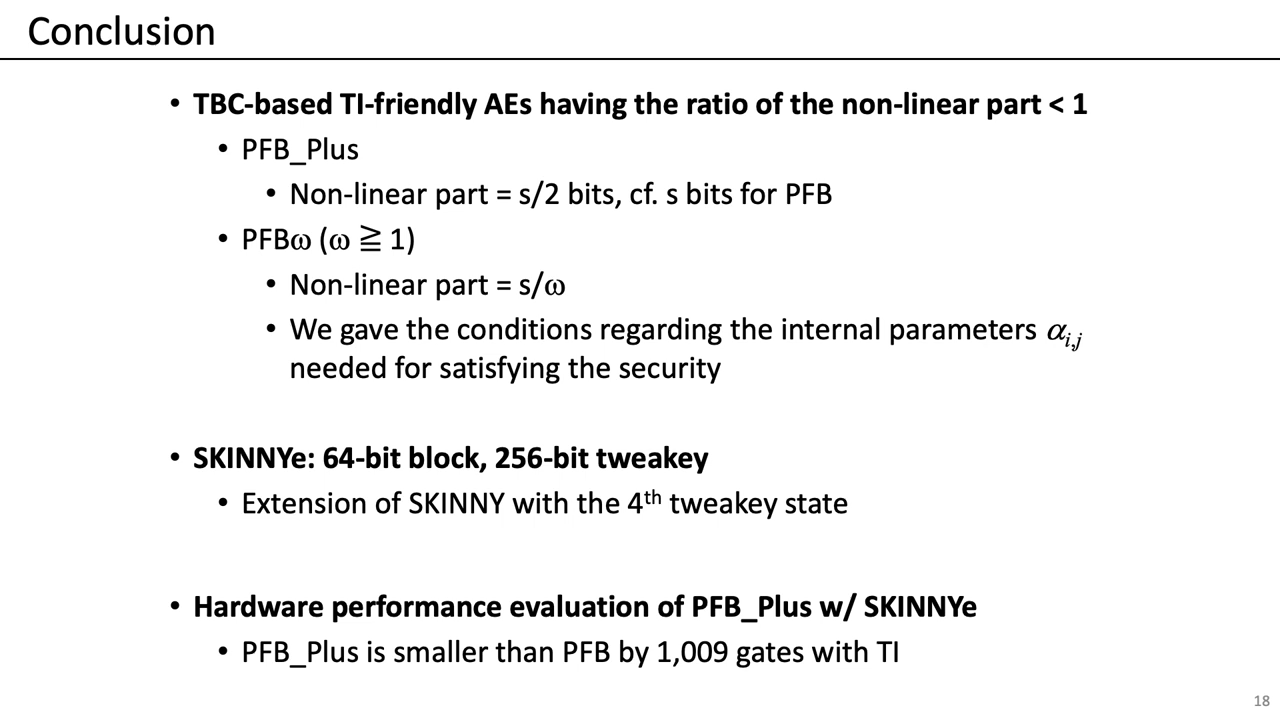 Conclusion
• TBC-based TI-friendly AEs having the ratio of the non-linear part < 1
• PFB_Plus
• Non-linear part = s/2 bits, cf. s bits for PFB
• PFBω (ω ≧ 1)
• Non-linear part = s/ω
• We gave the conditions regarding the internal parameters α_{i,j}
needed for satisfying the security
• SKINNYe: 64-bit block, 256-bit tweakey
• Extension of SKINNY with the 4th tweakey state
• Hardware performance evaluation of PFB_Plus w/ SKINNYe
• PFB_Plus is smaller than PFB by 1,009 gates with TI
18